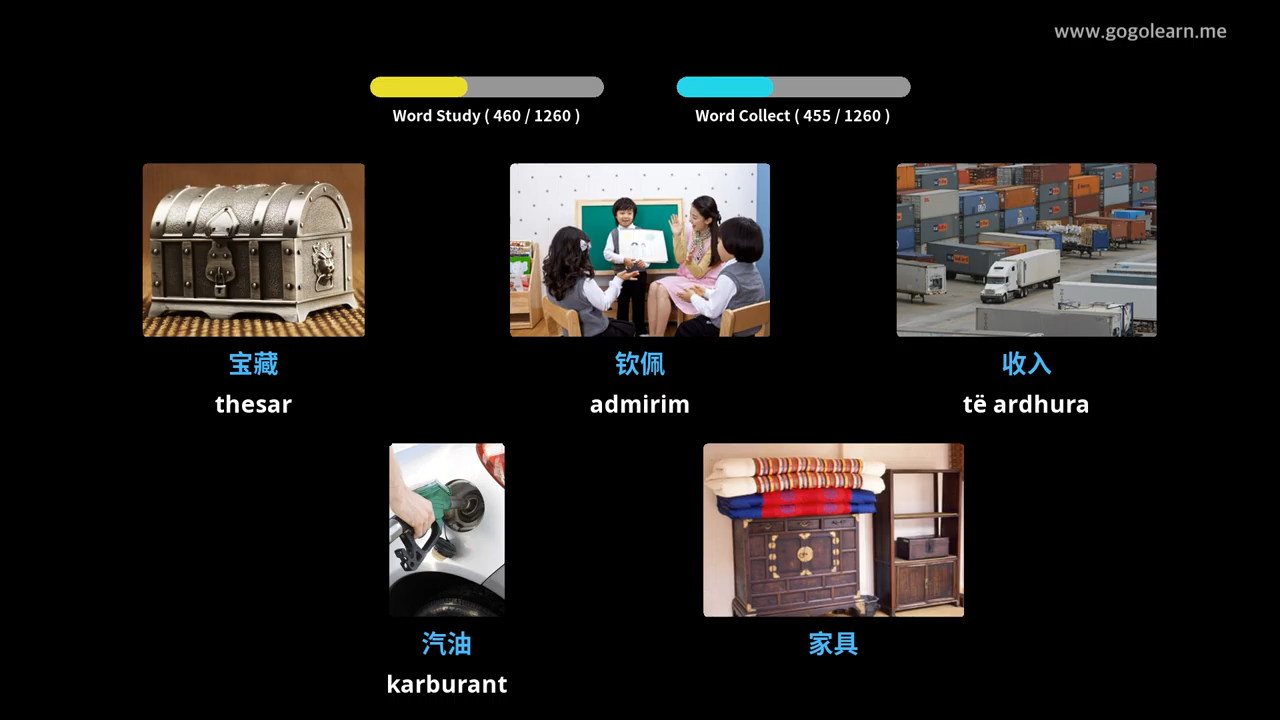 www.gogolearn.me
Word Study ( 460 / 1260 )
Word Collect ( 455 / 1260 )
宝藏
thesar
钦佩
admirim
收入
të ardhura
汽油
karburant
家具